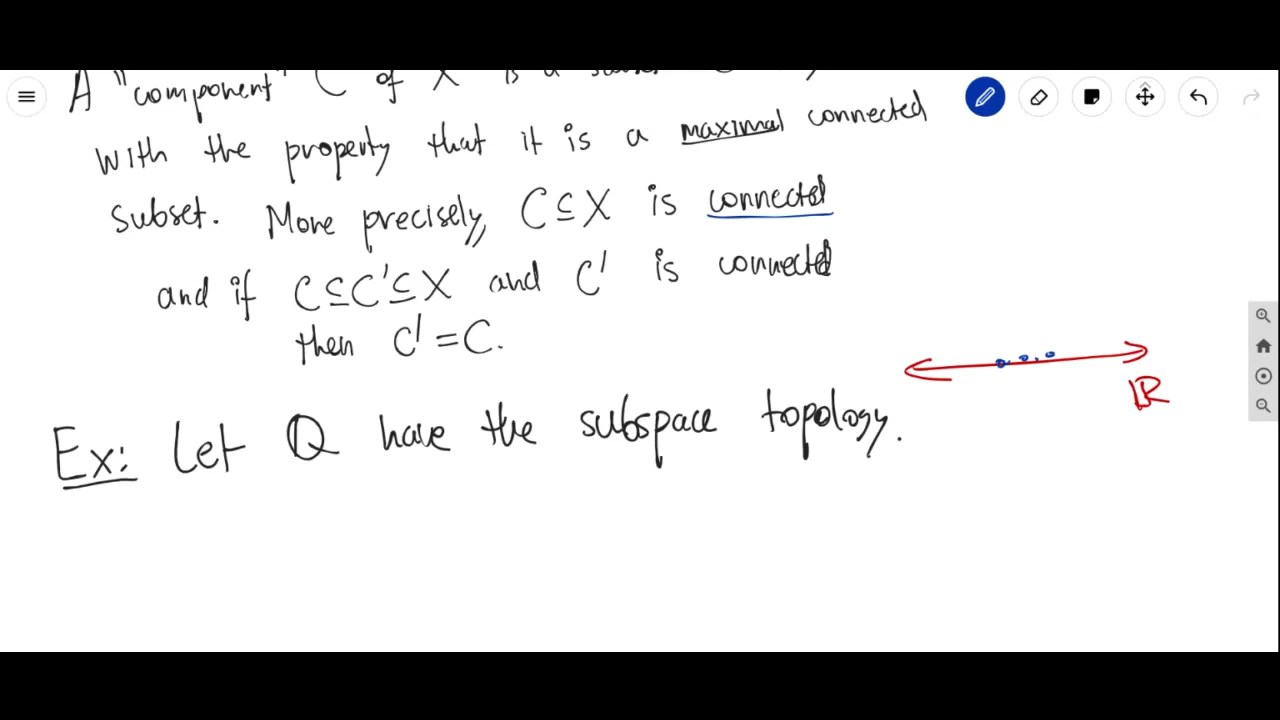 A "component" C of X is a
with the property that it is a maximal connected
subset. More precisely, C⊆X is connected
and if C⊆C'⊆X and C' is connected
then C'=C.
ℝ
Ex: Let Q have the subspace topology.